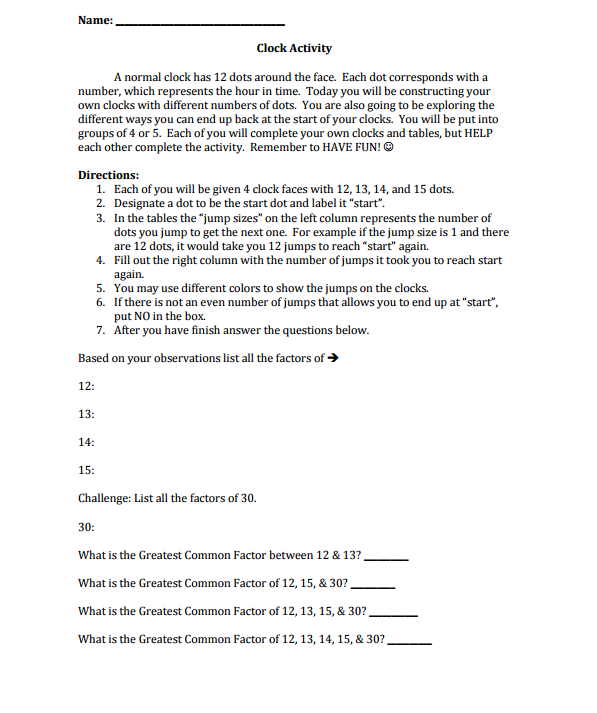 Name: ____________________
Clock Activity
A normal clock has 12 dots around the face. Each dot corresponds with a
number, which represents the hour in time. Today you will be constructing your
own clocks with different numbers of dots. You are also going to be exploring the
different ways you can end up back at the start of your clocks. You will be put into
groups of 4 or 5. Each of you will complete your own clocks and tables, but HELP
each other complete the activity. Remember to HAVE FUN! ☺
Directions:
1. Each of you will be given 4 clock faces with 12, 13, 14, and 15 dots.
2. Designate a dot to be the start dot and label it “start”.
3. In the tables the “jump sizes” on the left column represents the number of
dots you jump to get the next one. For example if the jump size is 1 and there
are 12 dots, it would take you 12 jumps to reach “start” again.
4. Fill out the right column with the number of jumps it took you to reach start
again.
5. You may use different colors to show the jumps on the clocks.
6. If there is not an even number of jumps that allows you to end up at “start”,
put NO in the box.
7. After you have finish answer the questions below.
Based on your observations list all the factors of ➔
12:
13:
14:
15:
Challenge: List all the factors of 30.
30:
What is the Greatest Common Factor between 12 & 13? ______
What is the Greatest Common Factor of 12, 15, & 30? ______
What is the Greatest Common Factor of 12, 13, 15, & 30? ______
What is the Greatest Common Factor of 12, 13, 14, 15, & 30? ______